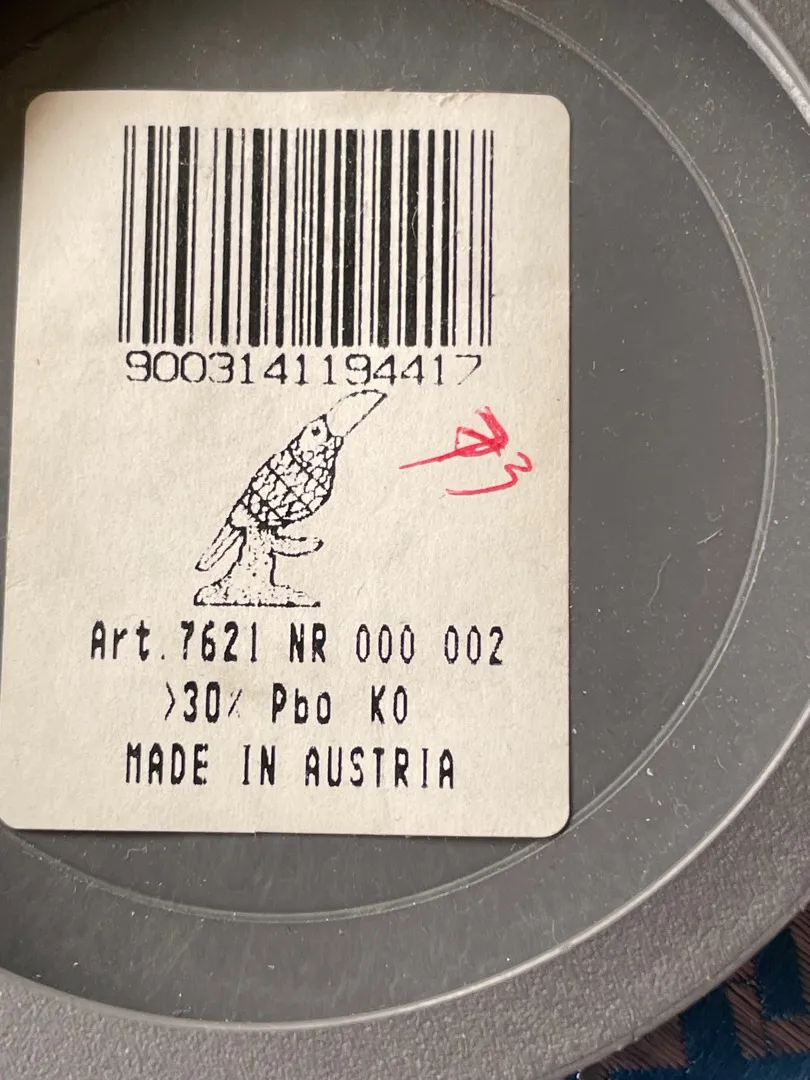 9003141194417
Art.7621 NR 000 002
>30% Pbo KO
MADE IN AUSTRIA